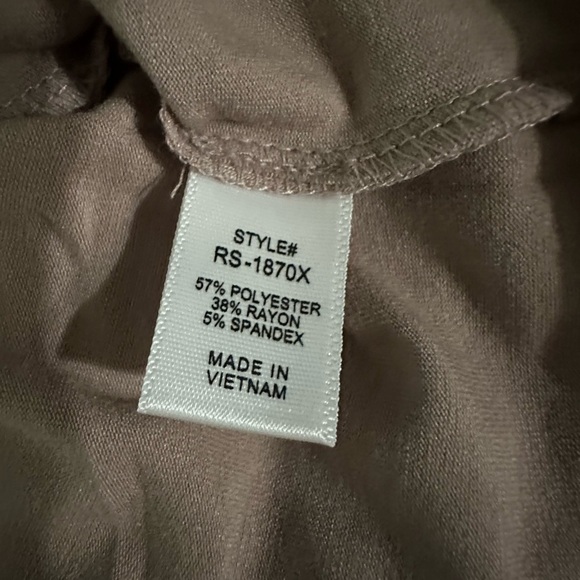 STYLE#
RS-1870X
57% POLYESTER
38% RAYON
5% SPANDEX
MADE IN
VIETNAM